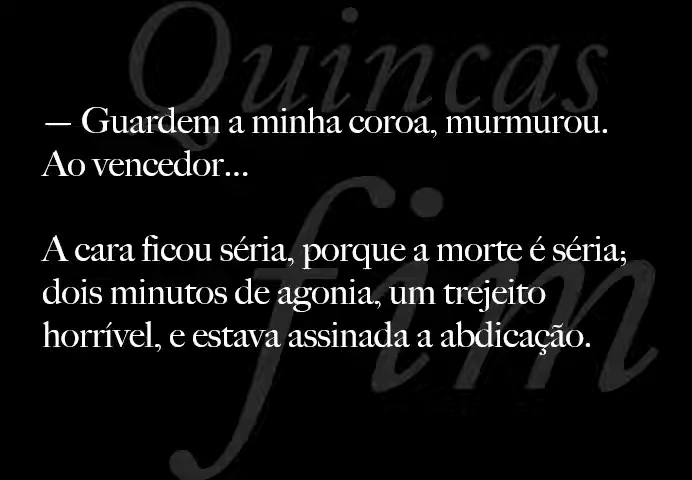 Quincas
— Guardem a minha coroa, murmurou.
Ao vencedor...
A cara ficou séria, porque a morte é séria;
dois minutos de agonia, um trejeito
horrível, e estava assinada a abdicação.
fim